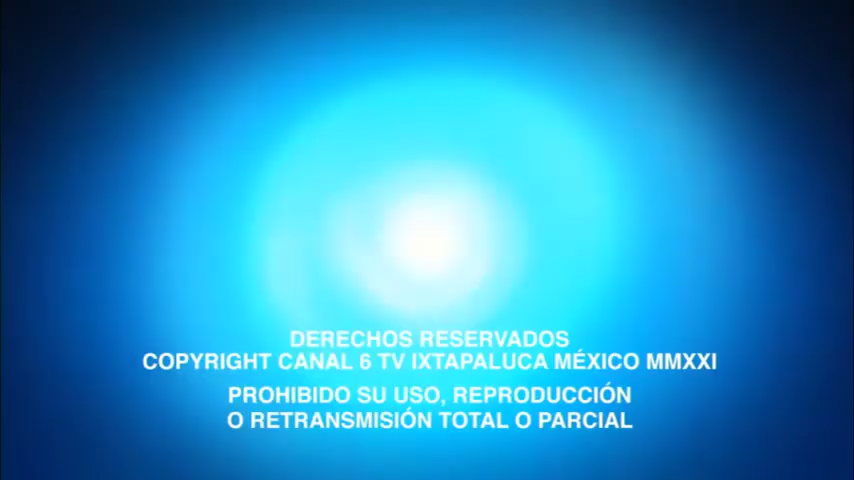 DERECHOS RESERVADOS
COPYRIGHT CANAL 6 TV IXTAPALUCA MÉXICO MMXXI
PROHIBIDO SU USO, REPRODUCCIÓN
O RETRANSMISIÓN TOTAL O PARCIAL